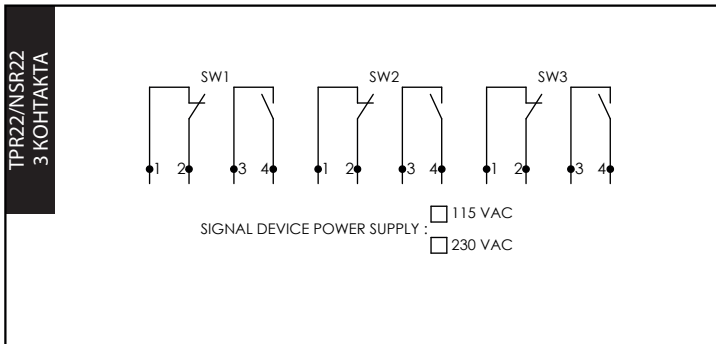 TPR22/NSR22
3 КОНТАКТА
SW1 SW2 SW3
1 2 3 4 1 2 3 4 1 2 3 4
SIGNAL DEVICE POWER SUPPLY :
115 VAC
230 VAC